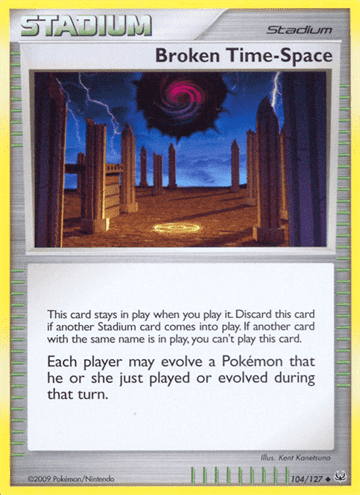 STADIUM
Stadium
Broken Time-Space
This card stays in play when you play it. Discard this card
if another Stadium card comes into play. If another card
with the same name is in play, you can't play this card.
Each player may evolve a Pokémon that
he or she just played or evolved during
that turn.
Illus. Kent Kanetsuna
©2009 Pokémon/Nintendo
104/127